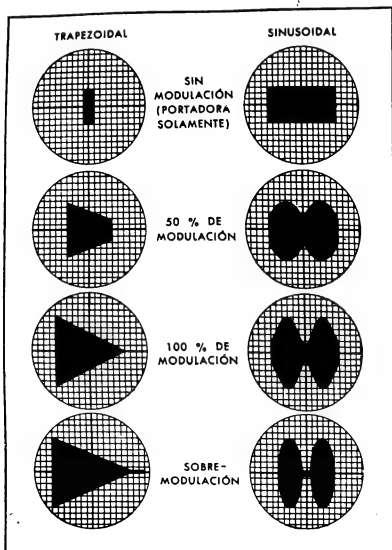 TRAPEZOIDAL
SINUSOIDAL
SIN
MODULACIÓN
(PORTADORA
SOLAMENTE)
50 % DE
MODULACIÓN
100 % DE
MODULACIÓN
SOBRE-
MODULACIÓN